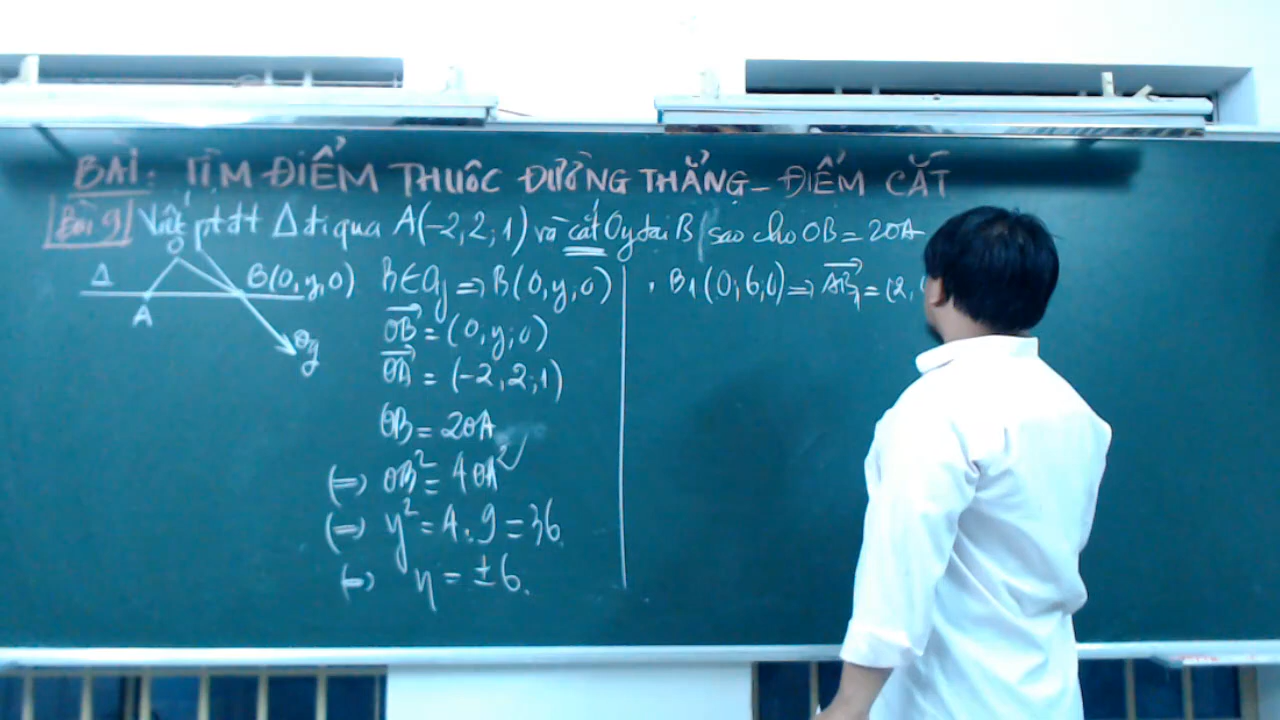 BÀI: TÌM ĐIỂM THUỘC ĐƯỜNG THẲNG - ĐIỂM CẮT
Bài 9 Viết ptđt Δ đi qua A(-2,2,1) và cắt Oy tại B sao cho OB = 2OA
O
Δ
A
B(0,y,0)
y
B ∈ Oy => B(0,y,0)
OB = (0,y,0)
OA = (-2,2,1)
OB = 2OA
<=> OB² = 4OA²
<=> y² = 4.9 = 36
<=> y = ±6.
. B1(0,6,0) => AB1 = (2,